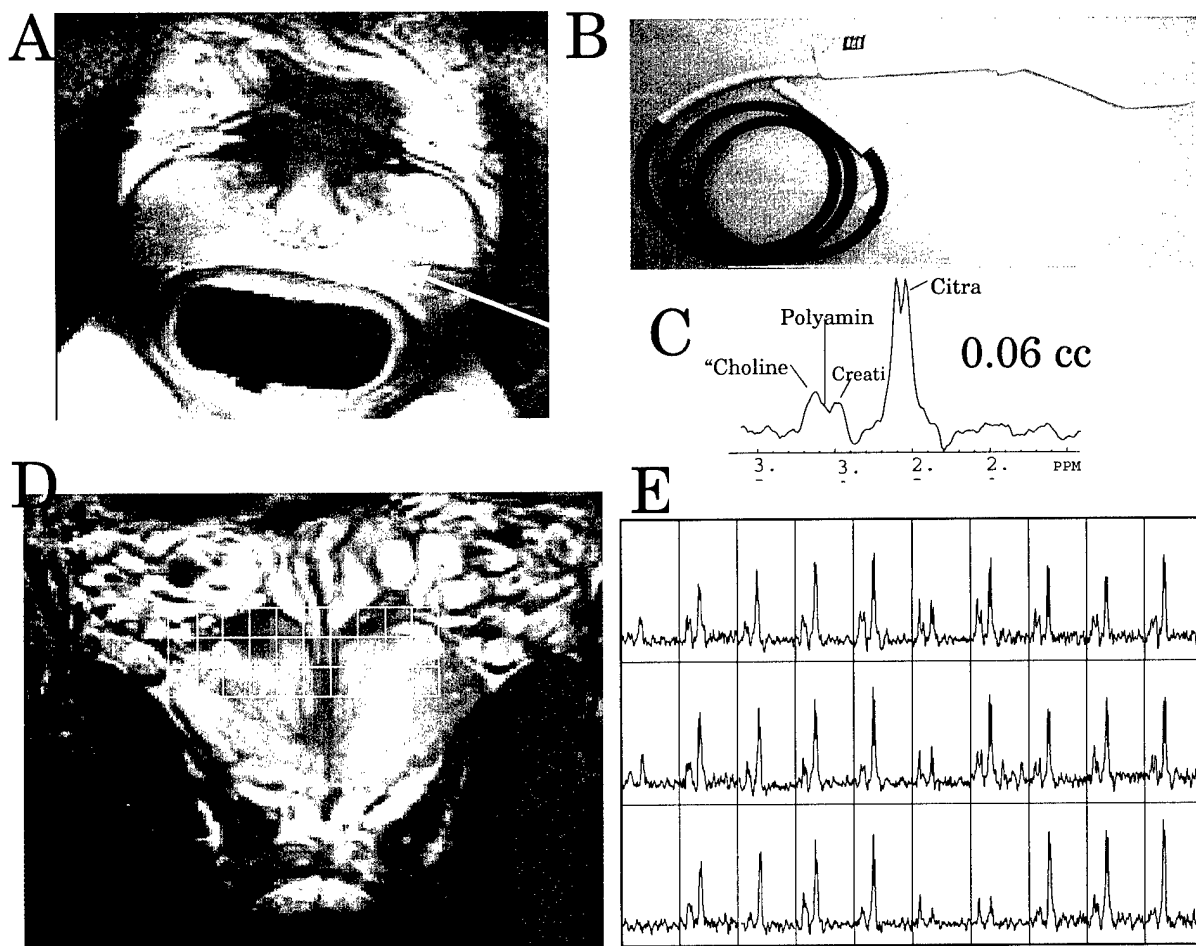 A
B
C
Citra
Polyamin
0.06 cc
“Choline
Creati
3. 3. 2. 2. PPM
- - - -
D
E